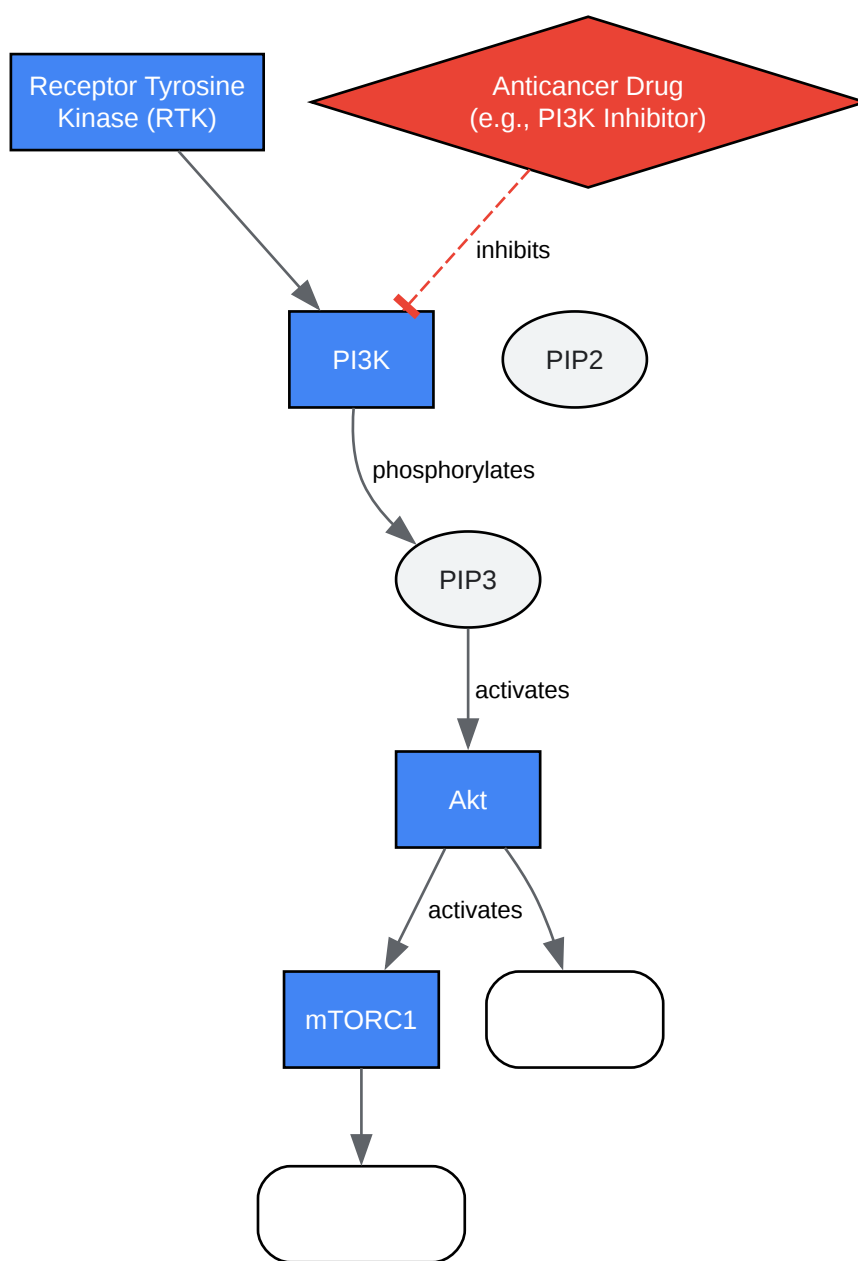 Receptor Tyrosine
Kinase (RTK)
Anticancer Drug
(e.g., PI3K Inhibitor)
inhibits
PI3K
PIP2
phosphorylates
PIP3
activates
Akt
activates
mTORC1